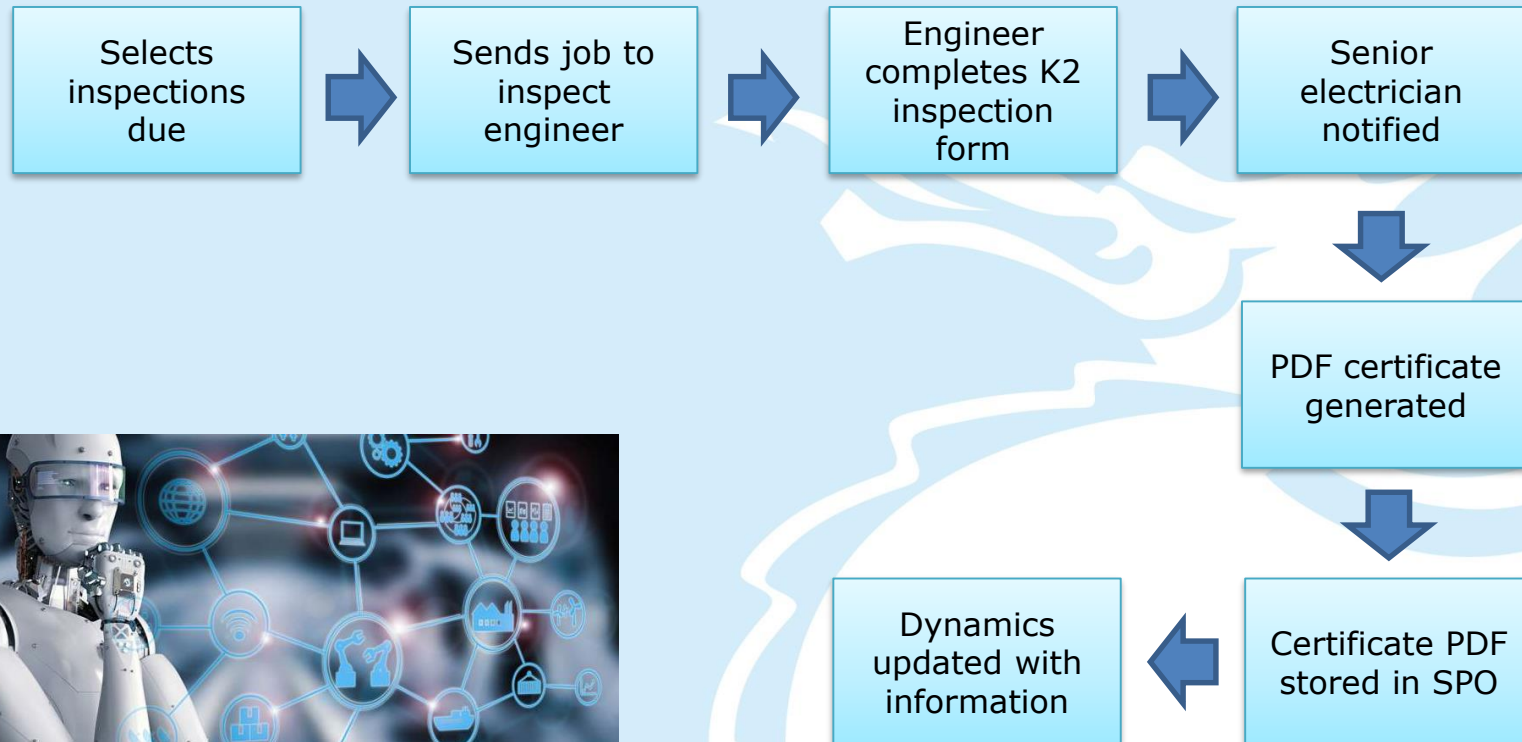 Selects
inspections
due
Sends job to
inspect
engineer
Engineer
completes K2
inspection
form
Senior
electrician
notified
PDF certificate
generated
Certificate PDF
stored in SPO
Dynamics
updated with
information